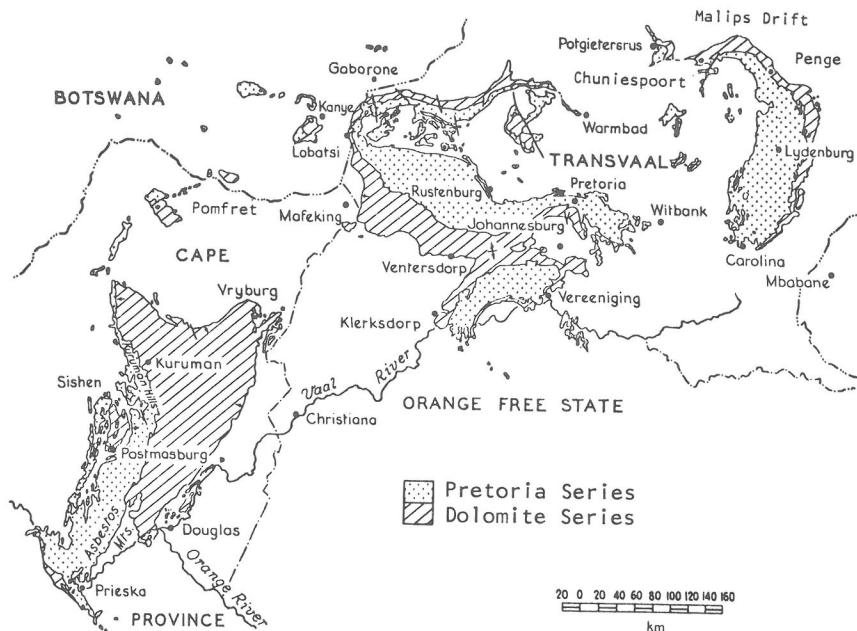 Malips Drift
Potgietersrus
Penge
Gaborone
Chuniespoort
BOTSWANA
Kanye
Warmbad
Lobatsi
TRANSVAAL
Lydenburg
Rustenburg
Pretoria
Pomfret
Mafeking
Johannesburg
Witbank
CAPE
Carolina
Ventersdorp
Mbabane
Vryburg
Vereeniging
Klerksdorp
Kuruman
Kuruman Hills
Sishen
Vaal River
ORANGE FREE STATE
Christiana
Postmasburg
Pretoria Series
Dolomite Series
Asbestos Mts.
Douglas
Orange River
Prieska
PROVINCE
20 0 20 40 60 80 100 120 140 160
km